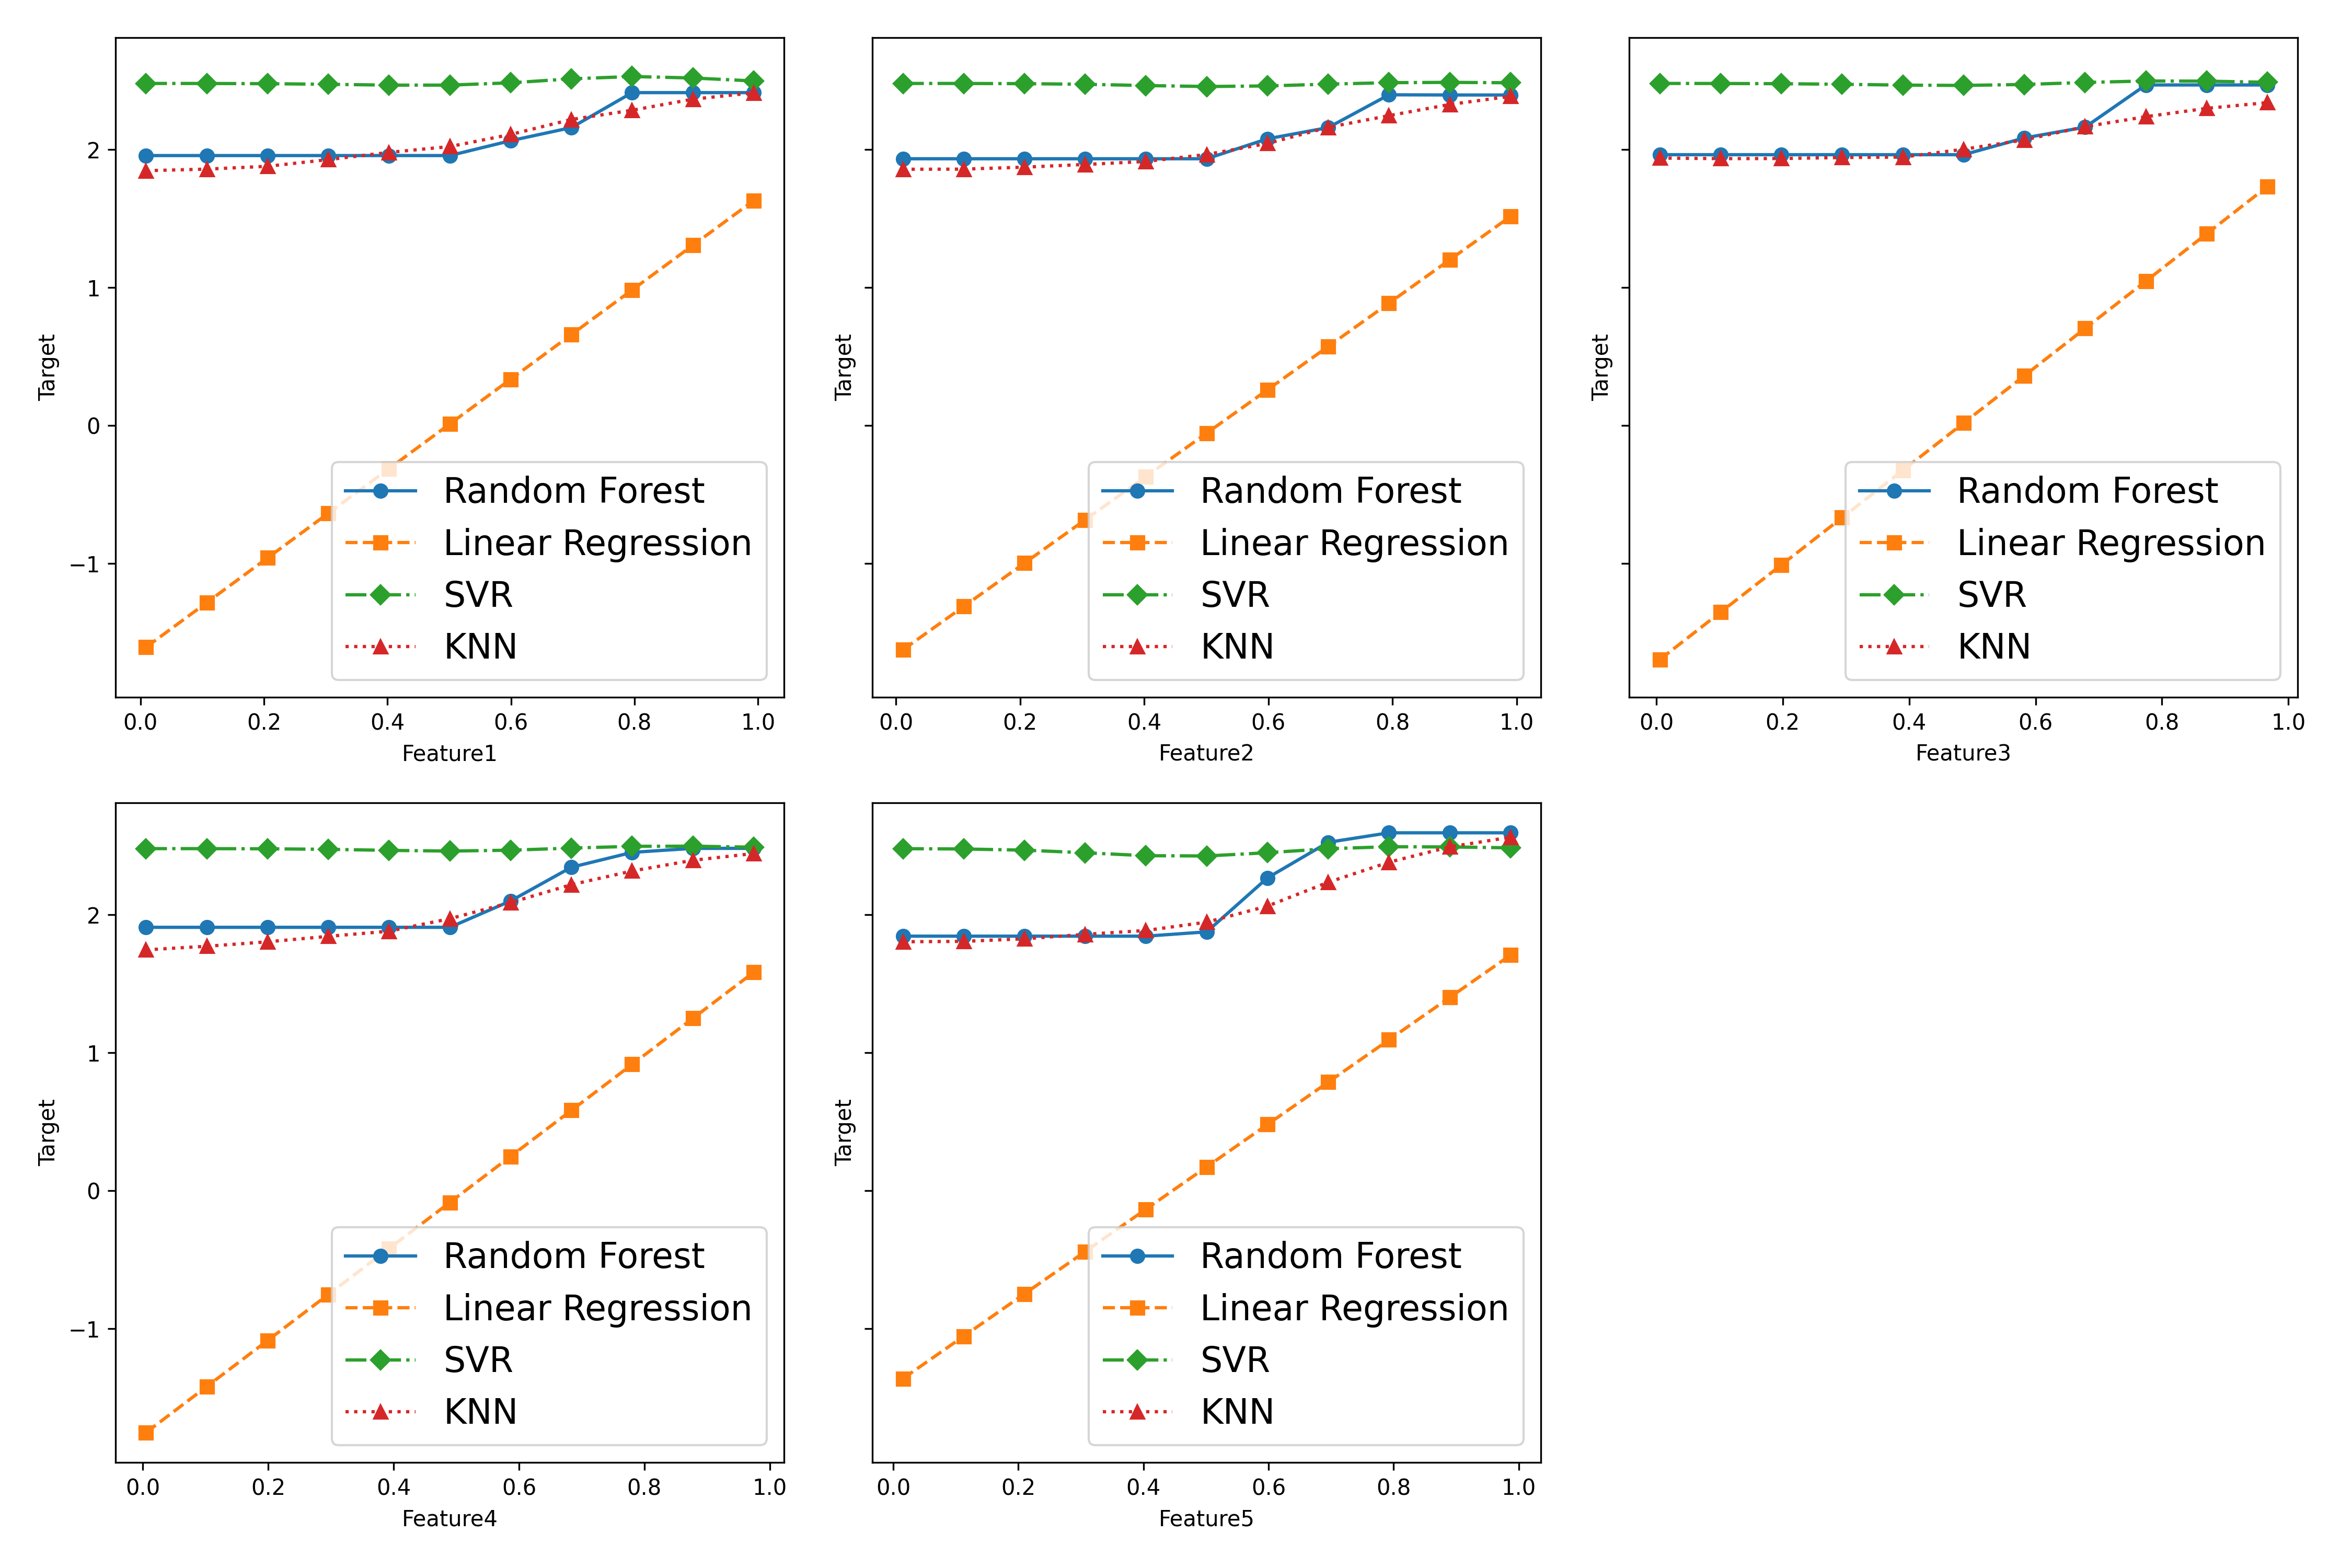 Target
2
1
0
−1
0.0 0.2 0.4 0.6 0.8 1.0
Feature1
Random Forest
Linear Regression
SVR
KNN
Target
0.0 0.2 0.4 0.6 0.8 1.0
Feature2
Random Forest
Linear Regression
SVR
KNN
Target
0.0 0.2 0.4 0.6 0.8 1.0
Feature3
Random Forest
Linear Regression
SVR
KNN
Target
2
1
0
−1
0.0 0.2 0.4 0.6 0.8 1.0
Feature4
Random Forest
Linear Regression
SVR
KNN
Target
0.0 0.2 0.4 0.6 0.8 1.0
Feature5
Random Forest
Linear Regression
SVR
KNN